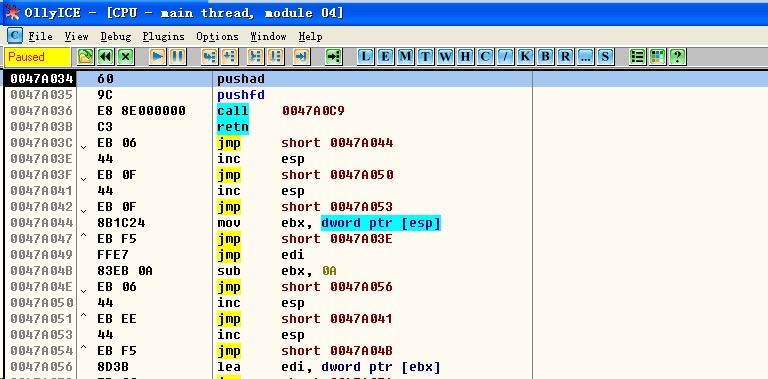 OllyICE - [CPU - main thread, module 04]
C File View Debug Plugins Options Window Help
Paused L E M T W H C / K B R ... S ?
0047A034 60 pushad
0047A035 9C pushfd
0047A036 E8 8E000000 call 0047A0C9
0047A03B C3 retn
0047A03C EB 06 jmp short 0047A044
0047A03E 44 inc esp
0047A03F EB 0F jmp short 0047A050
0047A041 44 inc esp
0047A042 EB 0F jmp short 0047A053
0047A044 8B1C24 mov ebx, dword ptr [esp]
0047A047 ^ EB F5 jmp short 0047A03E
0047A049 FFE7 jmp edi
0047A04B 83EB 0A sub ebx, 0A
0047A04E EB 06 jmp short 0047A056
0047A050 44 inc esp
0047A051 ^ EB EE jmp short 0047A041
0047A053 44 inc esp
0047A054 ^ EB F5 jmp short 0047A04B
0047A056 8D3B lea edi, dword ptr [ebx]